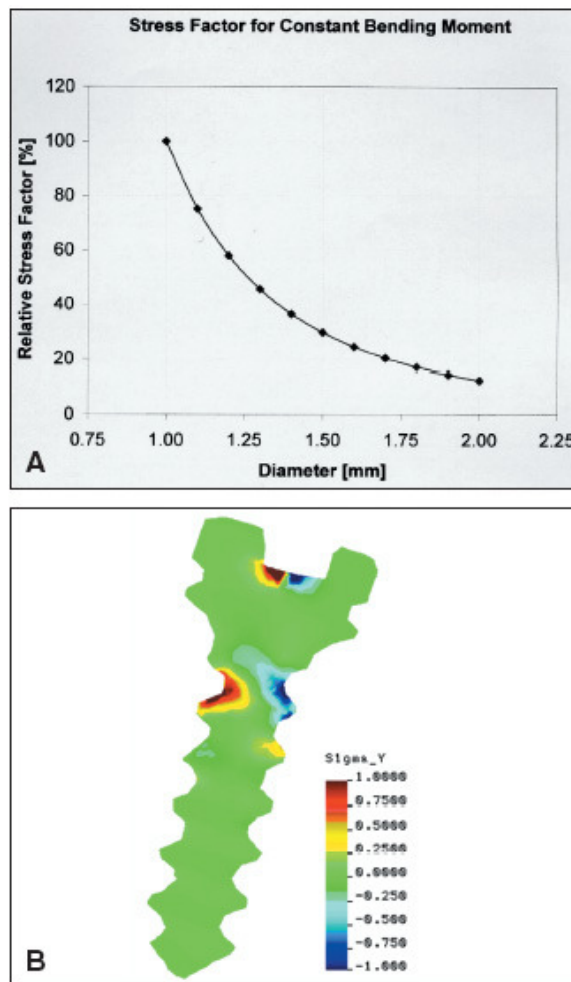 Stress Factor for Constant Bending Moment
120
100
80
60
40
20
0
0.75 1.00 1.25 1.50 1.75 2.00 2.25
Relative Stress Factor [%]
Diameter [mm]
A
S1gma_Y
1.0000
0.7500
0.5000
0.2500
0.0000
-0.250
-0.500
-0.750
-1.000
B